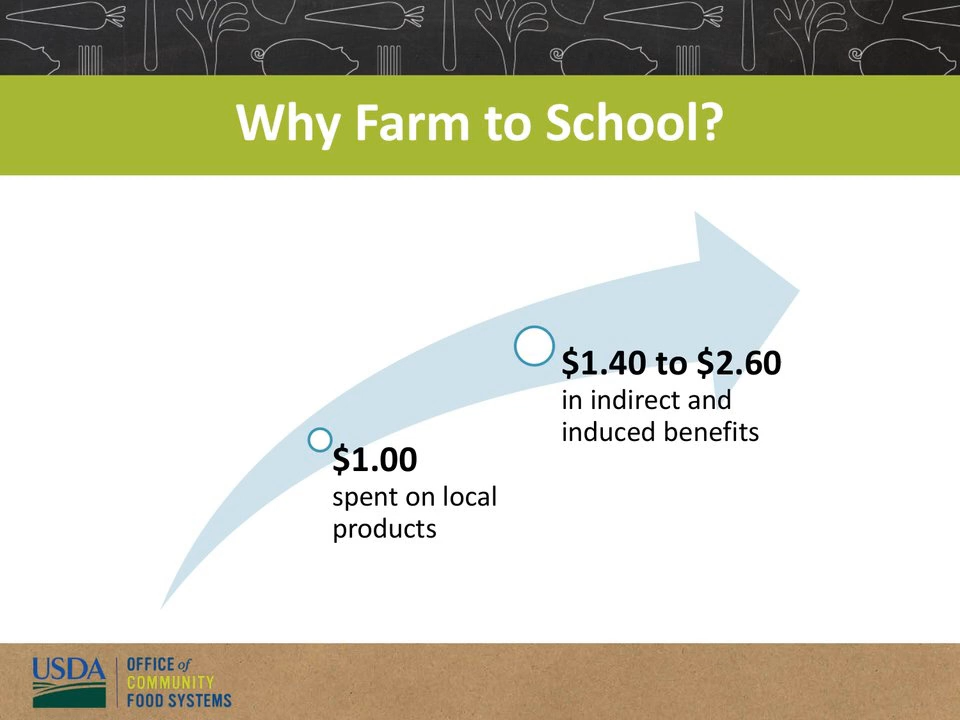 Why Farm to School?
$1.40 to $2.60
in indirect and
induced benefits
$1.00
spent on local
products
USDA
OFFICE of
COMMUNITY
FOOD SYSTEMS